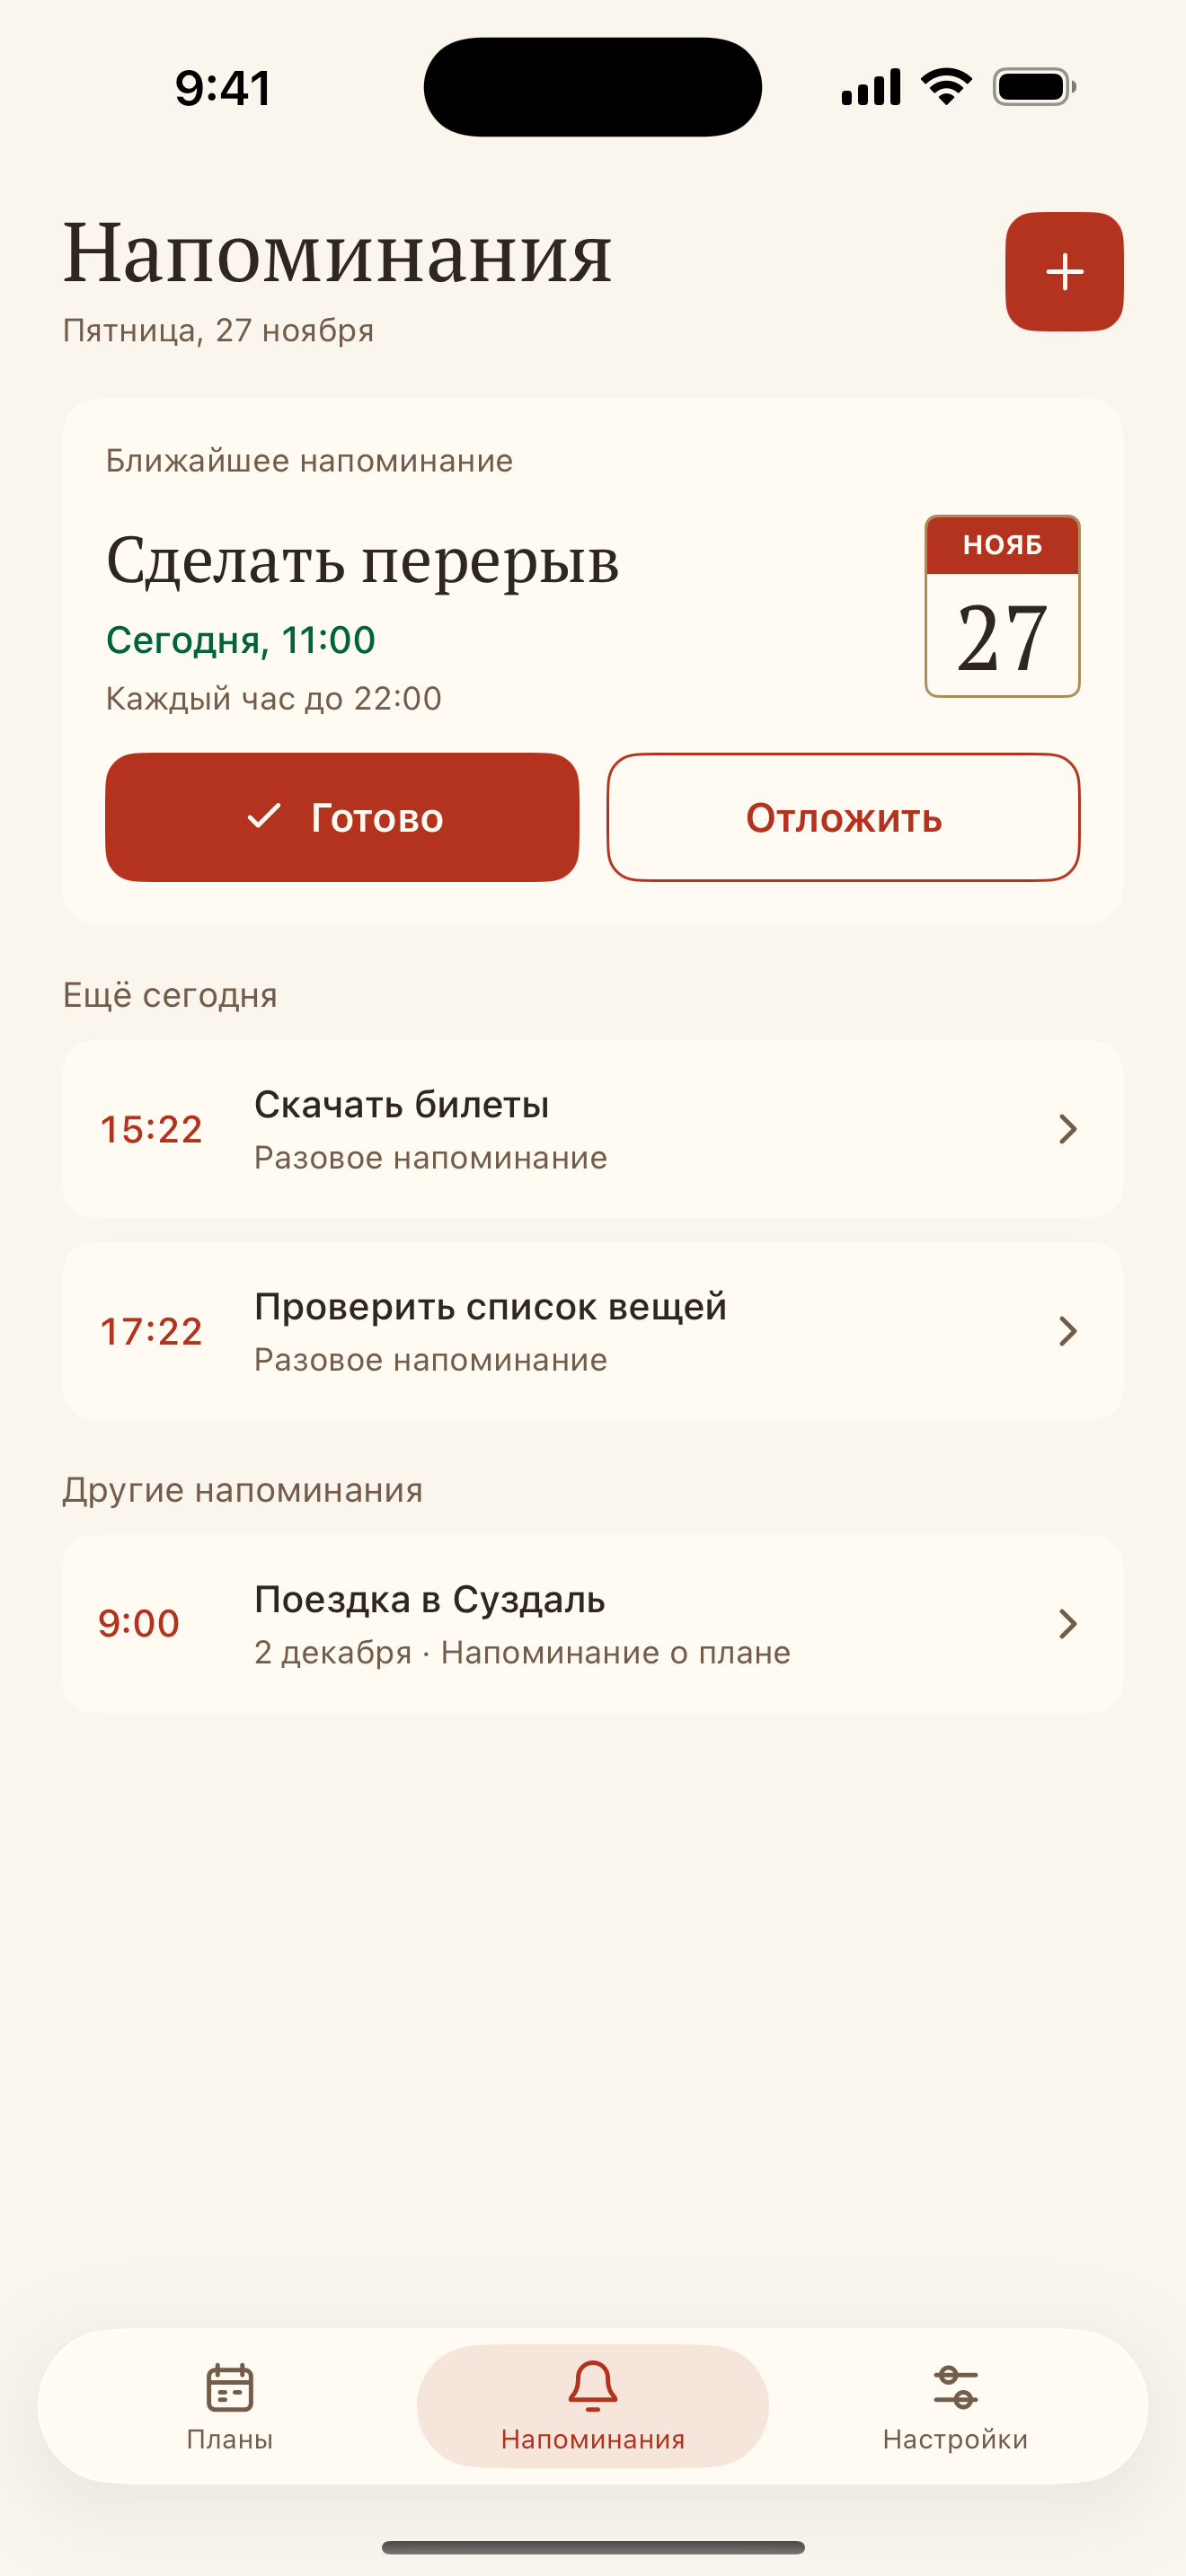 9:41
Напоминания
Пятница, 27 ноября
Ближайшее напоминание
Сделать перерыв
Сегодня, 11:00
Каждый час до 22:00
НОЯБ
27
Готово
Отложить
Ещё сегодня
15:22
Скачать билеты
Разовое напоминание
17:22
Проверить список вещей
Разовое напоминание
Другие напоминания
9:00
Поездка в Суздаль
2 декабря · Напоминание о плане
Планы
Напоминания
Настройки